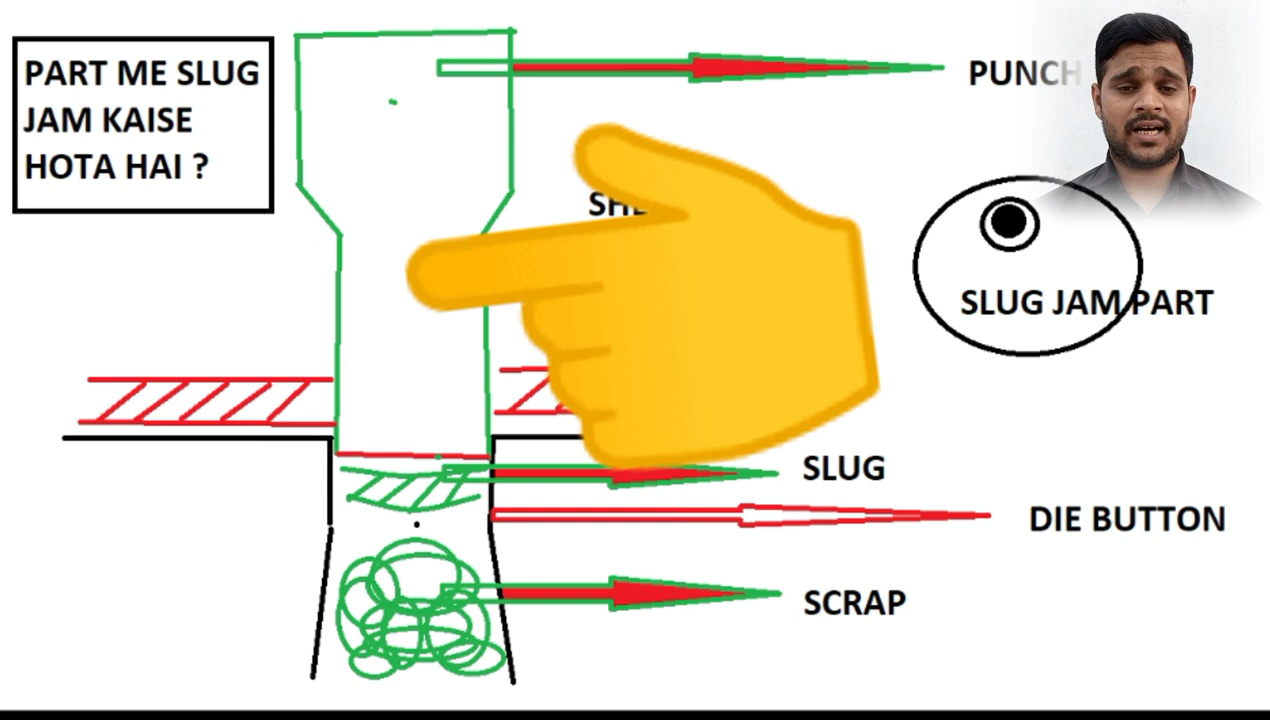 PART ME SLUG
JAM KAISE
HOTA HAI ?
PUNCH
SLUG JAM PART
SLUG
DIE BUTTON
SCRAP